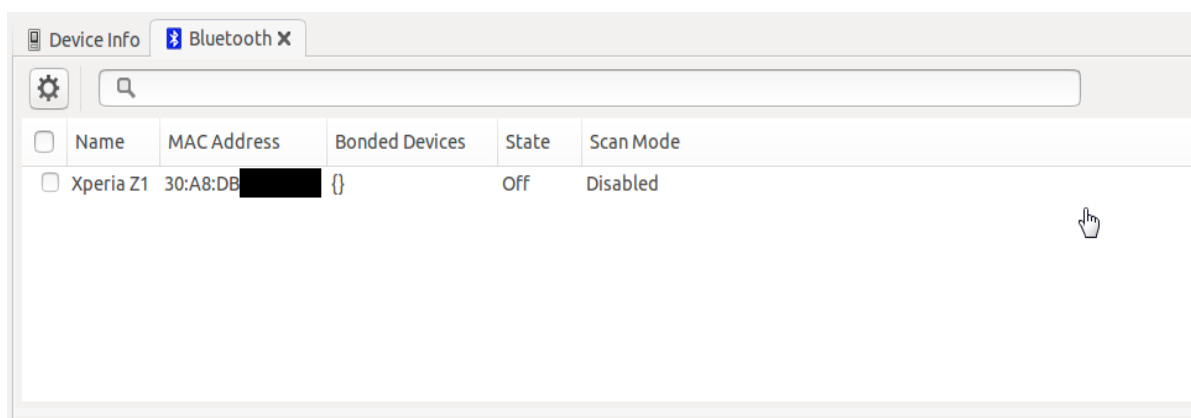 Device Info Bluetooth
Name MAC Address Bonded Devices State Scan Mode
Xperia Z1 30:A8:DB {} Off Disabled